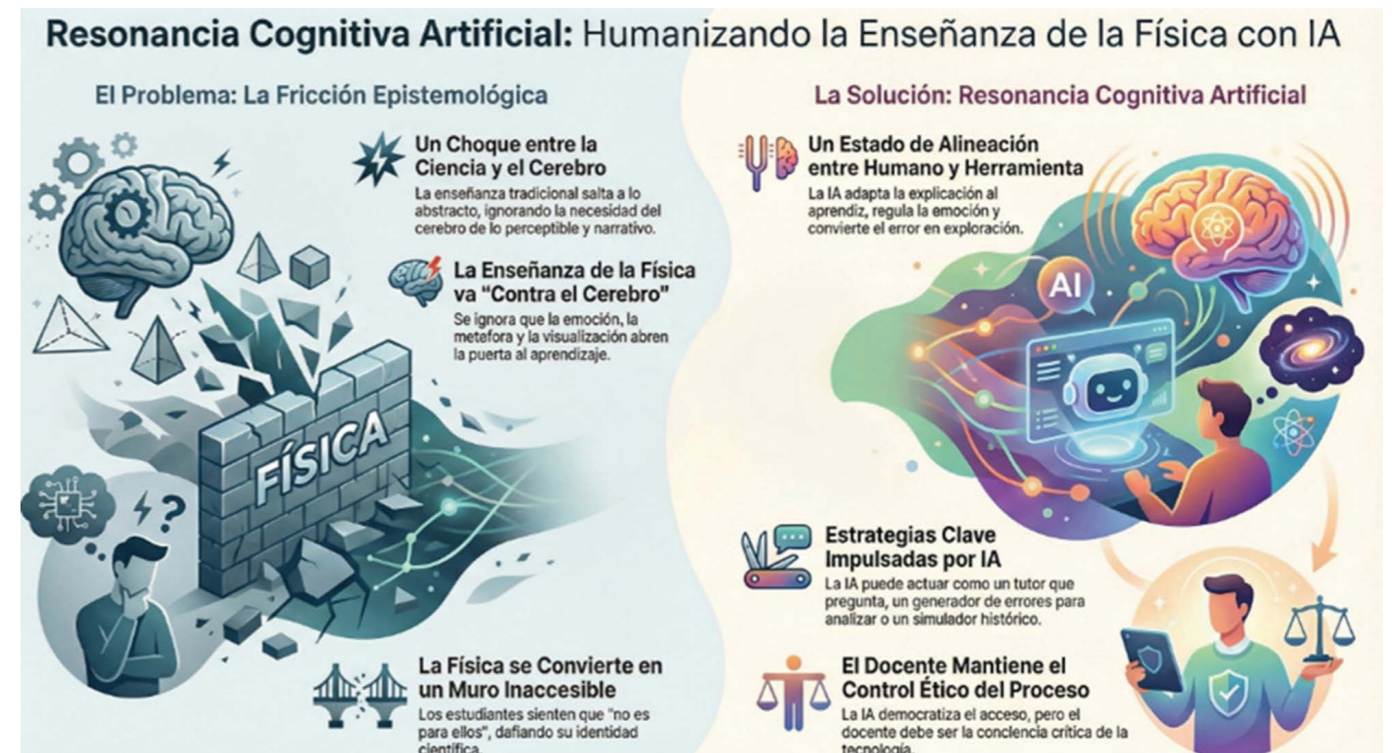 Resonancia Cognitiva Artificial: Humanizando la Enseñanza de la Física con IA
El Problema: La Fricción Epistemológica
Un Choque entre la
Ciencia y el Cerebro
La enseñanza tradicional salta a lo
abstracto, ignorando la necesidad del
cerebro de lo perceptible y narrativo.
La Enseñanza de la Física
va "Contra el Cerebro"
Se ignora que la emoción, la
metefora y la visualización abren
la puerta al aprendizaje.
FÍSICA
?
La Física se Convierte en
un Muro Inaccesible
Los estudiantes sienten que "no es
para ellos", dafiando su identidad
científica.
La Solución: Resonancia Cognitiva Artificial
Un Estado de Alineación
entre Humano y Herramienta
La IA adapta la explicación al
aprendiz, regula la emoción y
convierte el error en exploración.
AI
Estrategias Clave
Impulsadas por IA
La IA puede actuar como un tutor que
pregunta, un generador de errores para
analizar o un simulador histórico.
El Docente Mantiene el
Control Ético del Proceso
La IA democratiza el acceso, pero el
docente debe ser la conclencia crítica de la
tecnología.